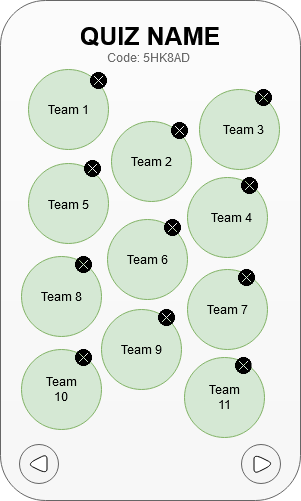 QUIZ NAME
Code: 5HK8AD
Team 1
Team 2
Team 3
Team 5
Team 4
Team 6
Team 8
Team 7
Team 9
Team
10
Team
11